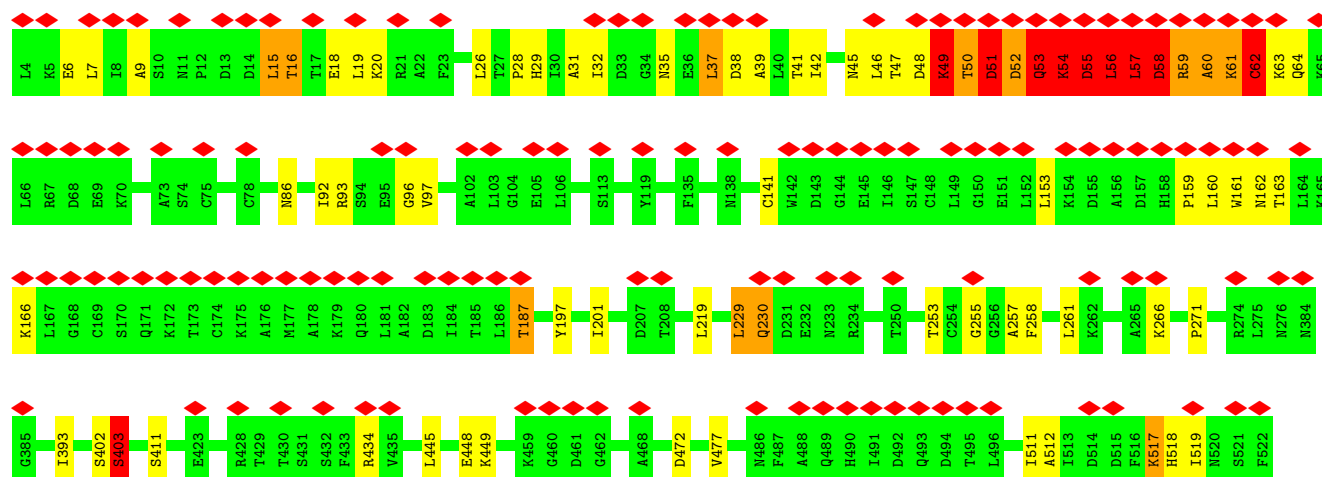 L4 K5 E6 L7 I8 A9 S10 N11 P12 D13 D14 L15 T16 T17 E18 L19 K20 R21 A22 F23 L26 T27 P28 H29 I30 A31 I32 D33 G34 N35 E36 L37 D38 A39 L40 T41 I42 N45 L46 T47 D48 K49 T50 D51 D52 Q53 K54 D55 L56 L57 D58 R59 A60 K61 C62 K63 Q64 K65
L66 R67 D68 E69 K70 A73 S74 C75 C78 N86 I92 R93 S94 E95 G96 V97 A102 L103 G104 E105 L106 S113 Y119 F135 N138 C141 W142 D143 G144 E145 I146 S147 C148 L149 G150 E151 L152 L153 K154 D155 A156 D157 H158 P159 L160 W161 N162 T163 L164 K165
K166 L167 G168 C169 S170 Q171 K172 T173 C174 K175 A176 M177 A178 K179 Q180 L181 A182 D183 I184 T185 L186 T187 Y197 I201 D207 T208 L219 L229 Q230 D231 E232 N233 R234 T250 T253 C254 G255 G256 A257 F258 L261 K262 A265 K266 P271 R274 L275 N276 N384
G385 I393 S402 S403 S411 E423 R428 T429 T430 S431 S432 F433 R434 V435 L445 E448 K449 K459 G460 D461 G462 A468 D472 V477 N486 F487 A488 Q489 H490 I491 D492 Q493 D494 T495 L496 I511 A512 I513 D514 D515 F516 K517 H518 I519 N520 S521 F522